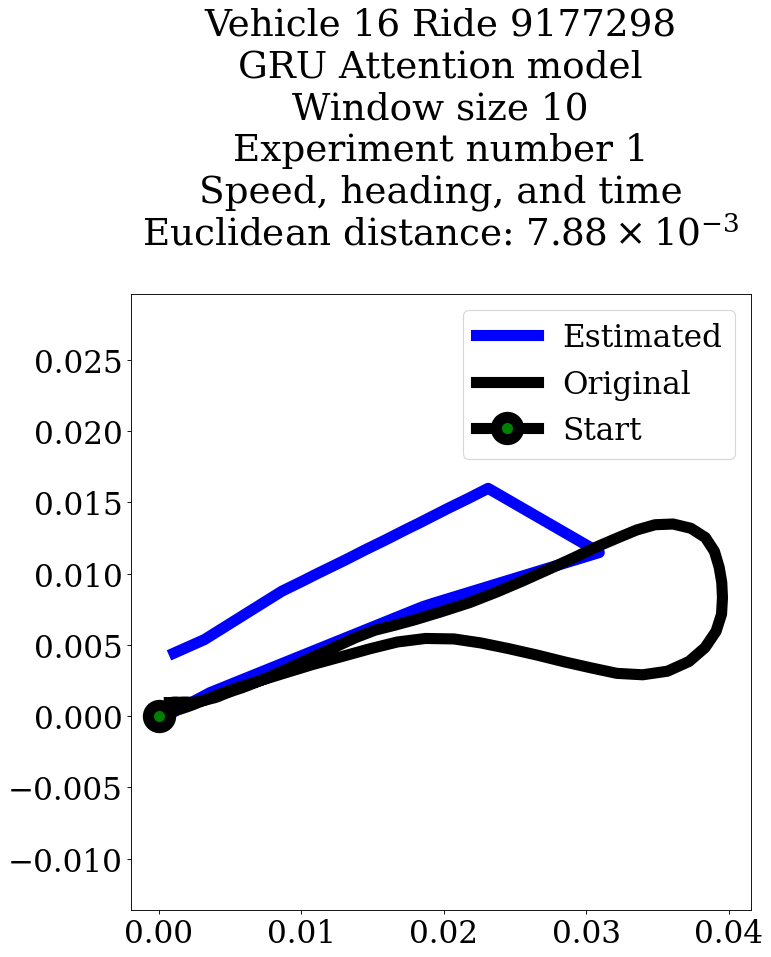 Vehicle 16 Ride 9177298
GRU Attention model
Window size 10
Experiment number 1
Speed, heading, and time
Euclidean distance: 7.88 × 10⁻³
Estimated
Original
Start
0.025
0.020
0.015
0.010
0.005
0.000
−0.005
−0.010
0.00 0.01 0.02 0.03 0.04